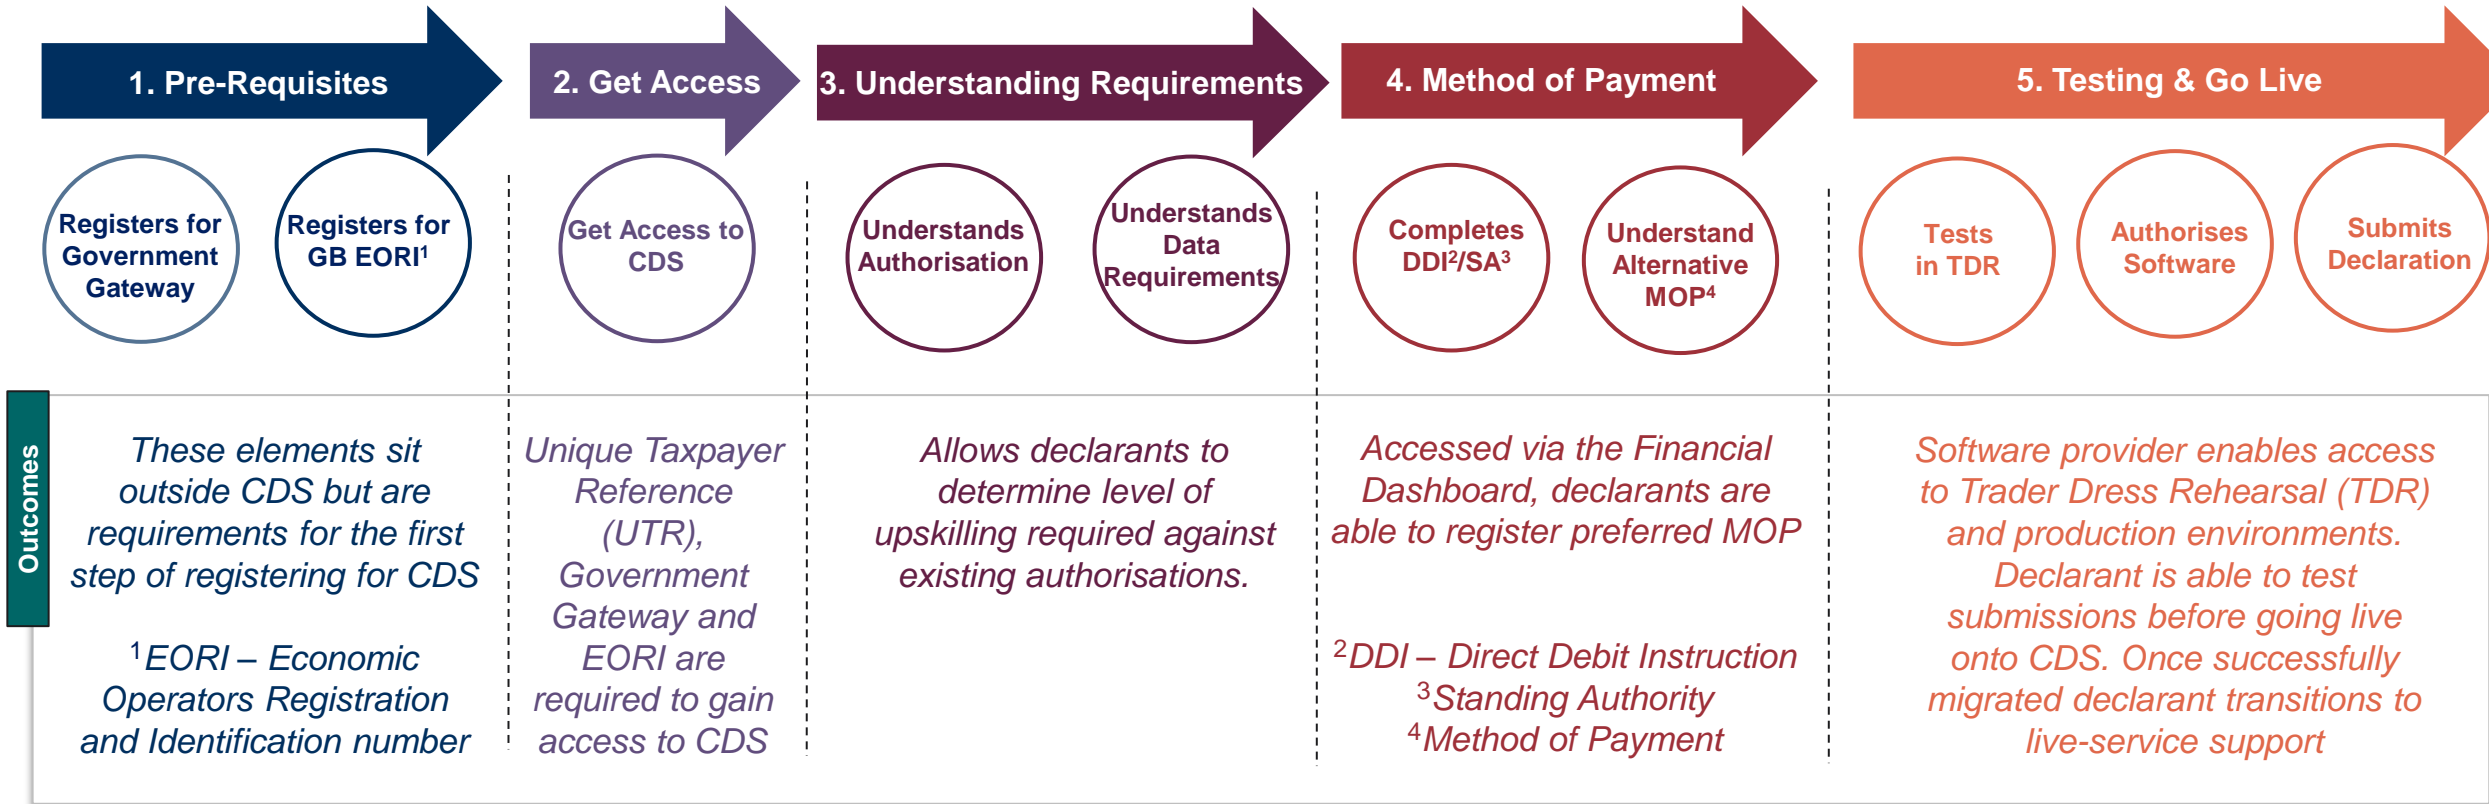 1. Pre-Requisites
2. Get Access
3. Understanding Requirements
4. Method of Payment
5. Testing & Go Live
Registers for
Government
Gateway
Registers for
GB EORI¹
Get Access to
CDS
Understands
Authorisation
Understands
Data
Requirements
Completes
DDI²/SA³
Understand
Alternative
MOP⁴
Tests
in TDR
Authorises
Software
Submits
Declaration
Outcomes
These elements sit
outside CDS but are
requirements for the first
step of registering for CDS
¹EORI – Economic
Operators Registration
and Identification number
Unique Taxpayer
Reference
(UTR),
Government
Gateway and
EORI are
required to gain
access to CDS
Allows declarants to
determine level of
upskilling required against
existing authorisations.
Accessed via the Financial
Dashboard, declarants are
able to register preferred MOP
²DDI – Direct Debit Instruction
³Standing Authority
⁴Method of Payment
Software provider enables access
to Trader Dress Rehearsal (TDR)
and production environments.
Declarant is able to test
submissions before going live
onto CDS. Once successfully
migrated declarant transitions to
live-service support